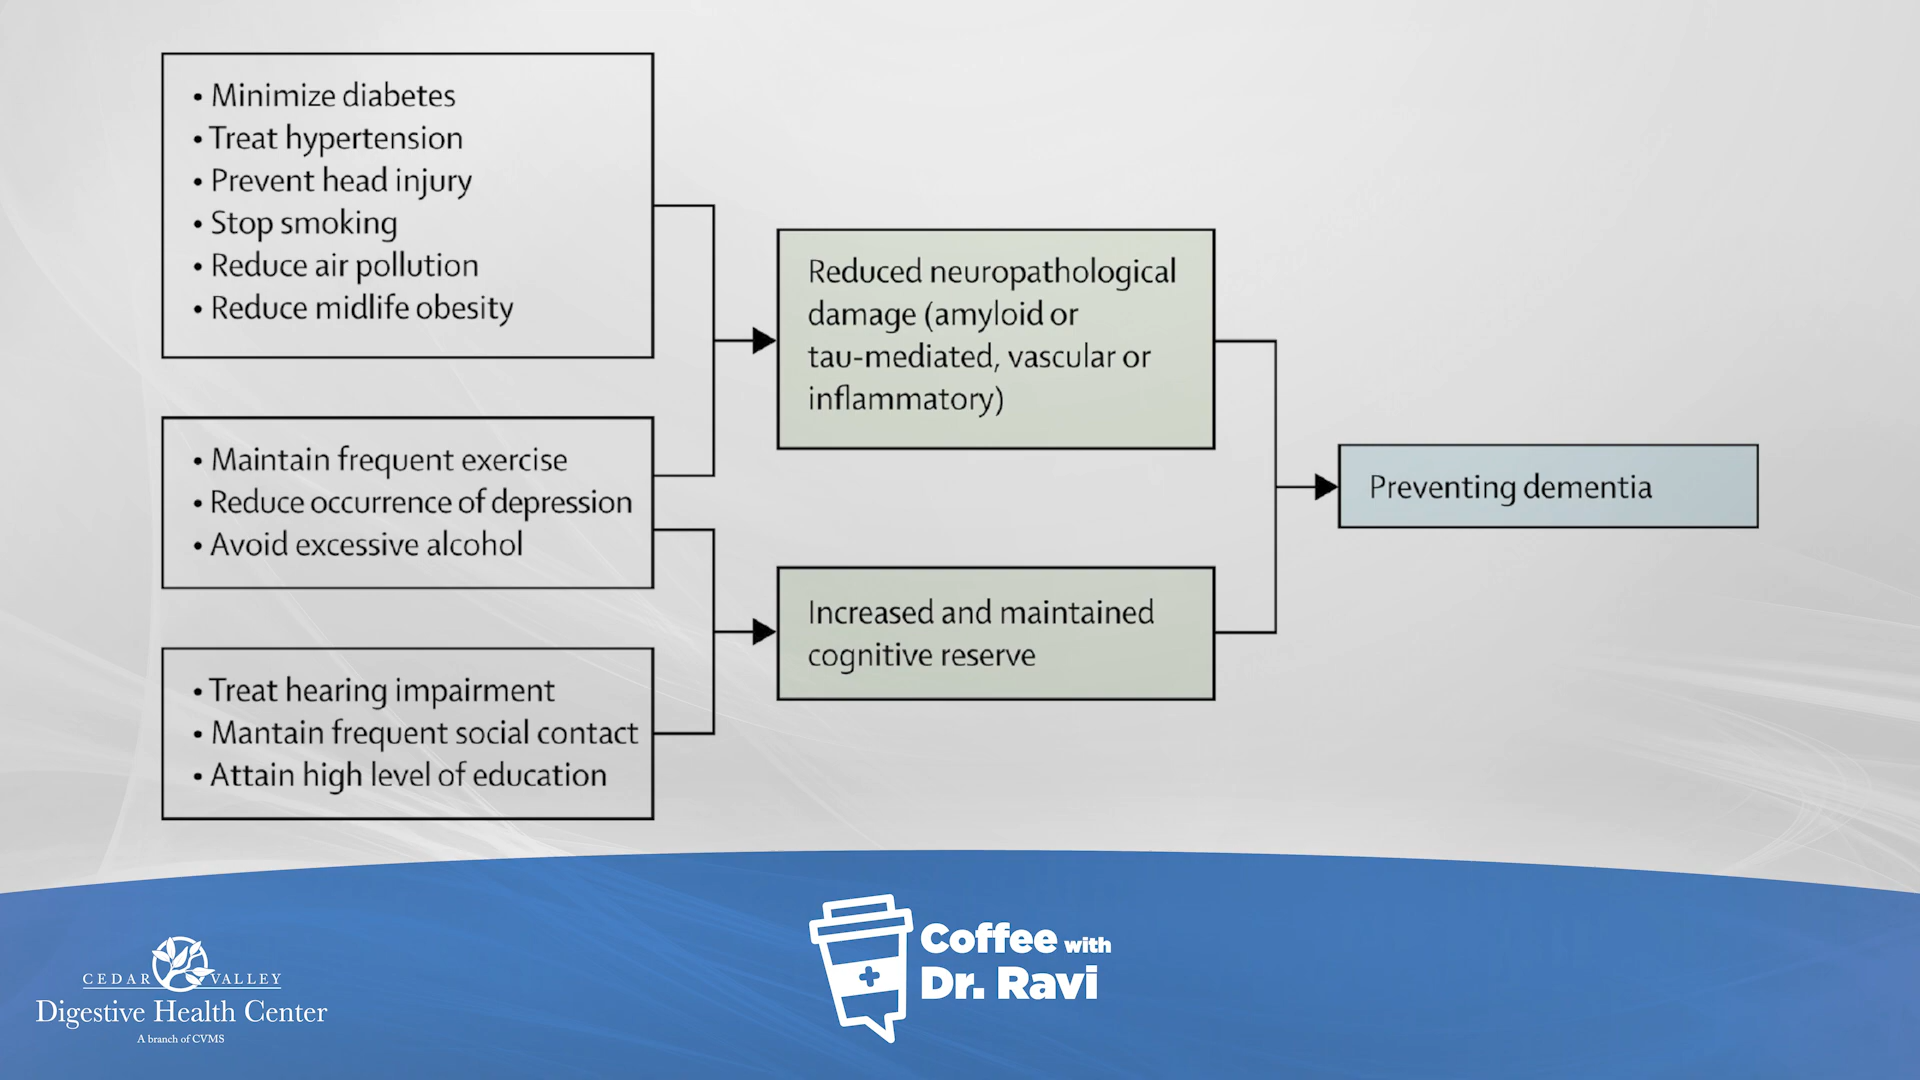 • Minimize diabetes
• Treat hypertension
• Prevent head injury
• Stop smoking
• Reduce air pollution
• Reduce midlife obesity
• Maintain frequent exercise
• Reduce occurrence of depression
• Avoid excessive alcohol
• Treat hearing impairment
• Mantain frequent social contact
• Attain high level of education
Reduced neuropathological
damage (amyloid or
tau-mediated, vascular or
inflammatory)
Increased and maintained
cognitive reserve
Preventing dementia
CEDAR VALLEY
Digestive Health Center
A branch of CVMS
Coffee with
Dr. Ravi